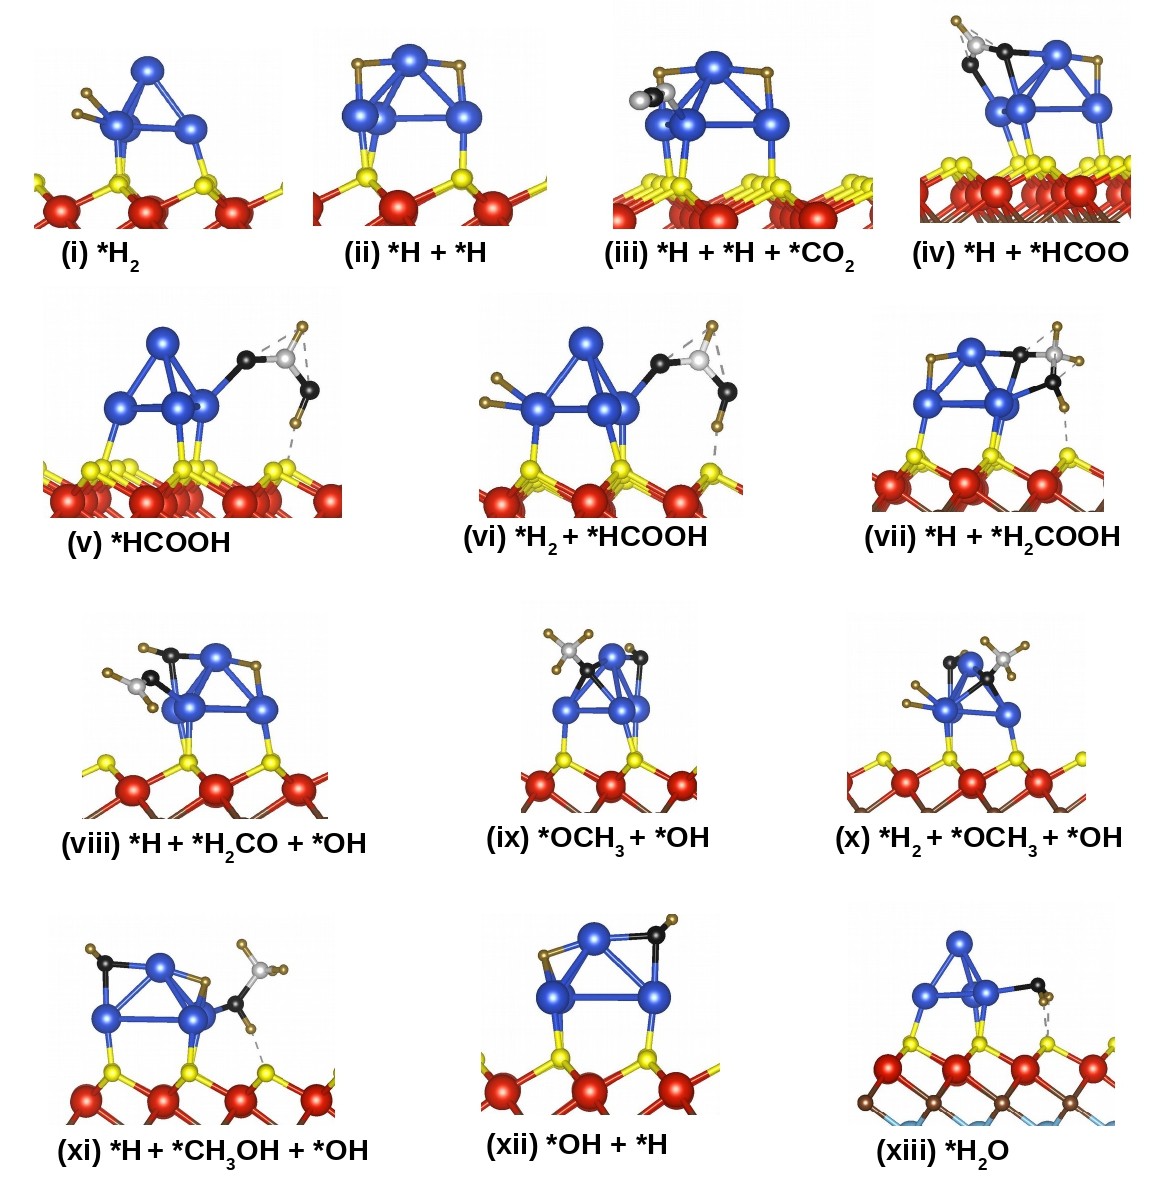 (i) *H2
(ii) *H + *H
(iii) *H + *H + *CO2
(iv) *H + *HCOO
(v) *HCOOH
(vi) *H2 + *HCOOH
(vii) *H + *H2COOH
(viii) *H + *H2CO + *OH
(ix) *OCH3 + *OH
(x) *H2 + *OCH3 + *OH
(xi) *H + *CH3OH + *OH
(xii) *OH + *H
(xiii) *H2O